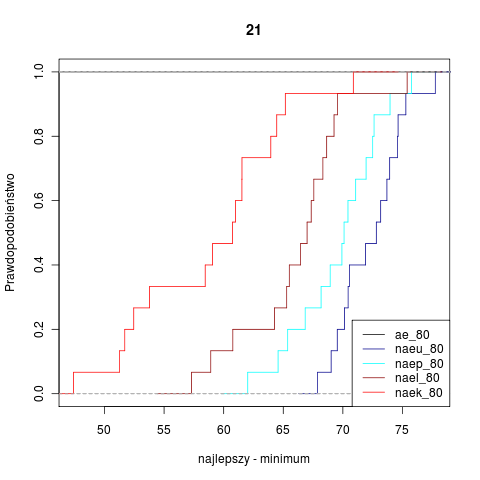 21
Prawdopodobieństwo
1.0
0.8
0.6
0.4
0.2
0.0
ae_80
naeu_80
naep_80
nael_80
naek_80
50 55 60 65 70 75
najlepszy - minimum